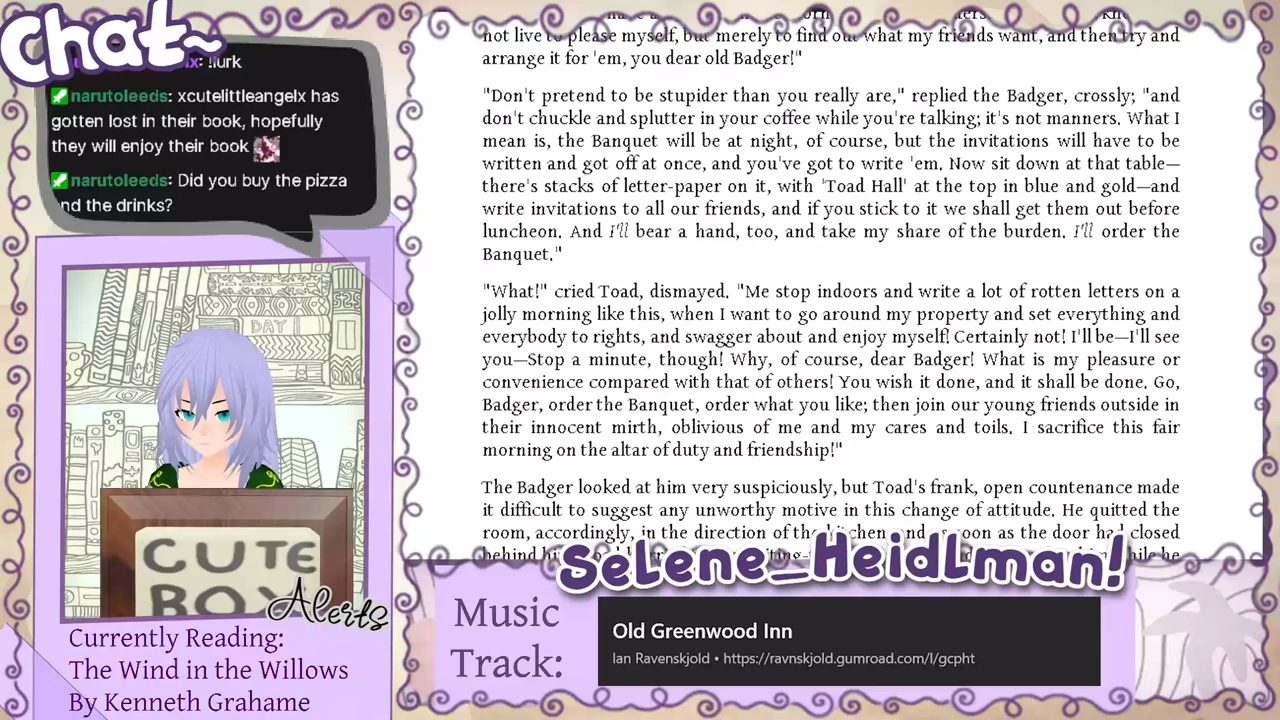 Chat~
: !lurk
narutoleeds: xcutelittleangelx has
gotten lost in their book, hopefully
they will enjoy their book
narutoleeds: Did you buy the pizza
and the drinks?
DAY
CUTE
BOX
Alerts
Currently Reading:
The Wind in the Willows
By Kenneth Grahame
not live to please myself, but merely to find out what my friends want, and then try and
arrange it for 'em, you dear old Badger!"
"Don't pretend to be stupider than you really are," replied the Badger, crossly; "and
don't chuckle and splutter in your coffee while you're talking; it's not manners. What I
mean is, the Banquet will be at night, of course, but the invitations will have to be
written and got off at once, and you've got to write 'em. Now sit down at that table—
there's stacks of letter-paper on it, with 'Toad Hall' at the top in blue and gold—and
write invitations to all our friends, and if you stick to it we shall get them out before
luncheon. And I'll bear a hand, too, and take my share of the burden. I'll order the
Banquet."
"What!" cried Toad, dismayed. "Me stop indoors and write a lot of rotten letters on a
jolly morning like this, when I want to go around my property and set everything and
everybody to rights, and swagger about and enjoy myself! Certainly not! I'll be—I'll see
you—Stop a minute, though! Why, of course, dear Badger! What is my pleasure or
convenience compared with that of others! You wish it done, and it shall be done. Go,
Badger, order the Banquet, order what you like; then join our young friends outside in
their innocent mirth, oblivious of me and my cares and toils. I sacrifice this fair
morning on the altar of duty and friendship!"
The Badger looked at him very suspiciously, but Toad's frank, open countenance made
it difficult to suggest any unworthy motive in this change of attitude. He quitted the
room, accordingly, in the direction of the kitchen, and as soon as the door had closed
Selene_Heidlman!
Music
Track:
Old Greenwood Inn
Ian Ravenskjold • https://ravnskjold.gumroad.com/l/gcpht